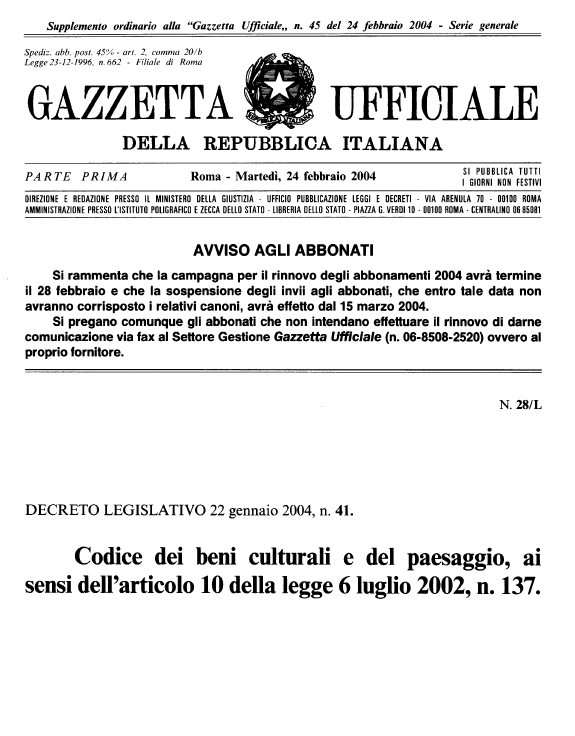 Supplemento ordinario alla “Gazzetta Ufficiale„ n. 45 del 24 febbraio 2004 - Serie generale
Spediz. abb. post. 45% - art. 2, comma 20/b
Legge 23-12-1996, n. 662 - Filiale di Roma
GAZZETTA UFFICIALE
DELLA REPUBBLICA ITALIANA
PARTE PRIMA
Roma - Martedì, 24 febbraio 2004
SI PUBBLICA TUTTI
I GIORNI NON FESTIVI
DIREZIONE E REDAZIONE PRESSO IL MINISTERO DELLA GIUSTIZIA - UFFICIO PUBBLICAZIONE LEGGI E DECRETI - VIA ARENULA 70 - 00100 ROMA
AMMINISTRAZIONE PRESSO L'ISTITUTO POLIGRAFICO E ZECCA DELLO STATO - LIBRERIA DELLO STATO - PIAZZA G. VERDI 10 - 00100 ROMA - CENTRALINO 06 85081
AVVISO AGLI ABBONATI
Si rammenta che la campagna per il rinnovo degli abbonamenti 2004 avrà termine
il 28 febbraio e che la sospensione degli invii agli abbonati, che entro tale data non
avranno corrisposto i relativi canoni, avrà effetto dal 15 marzo 2004.
Si pregano comunque gli abbonati che non intendano effettuare il rinnovo di darne
comunicazione via fax al Settore Gestione Gazzetta Ufficiale (n. 06-8508-2520) ovvero al
proprio fornitore.
N. 28/L
DECRETO LEGISLATIVO 22 gennaio 2004, n. 41.
Codice dei beni culturali e del paesaggio, ai
sensi dell'articolo 10 della legge 6 luglio 2002, n. 137.